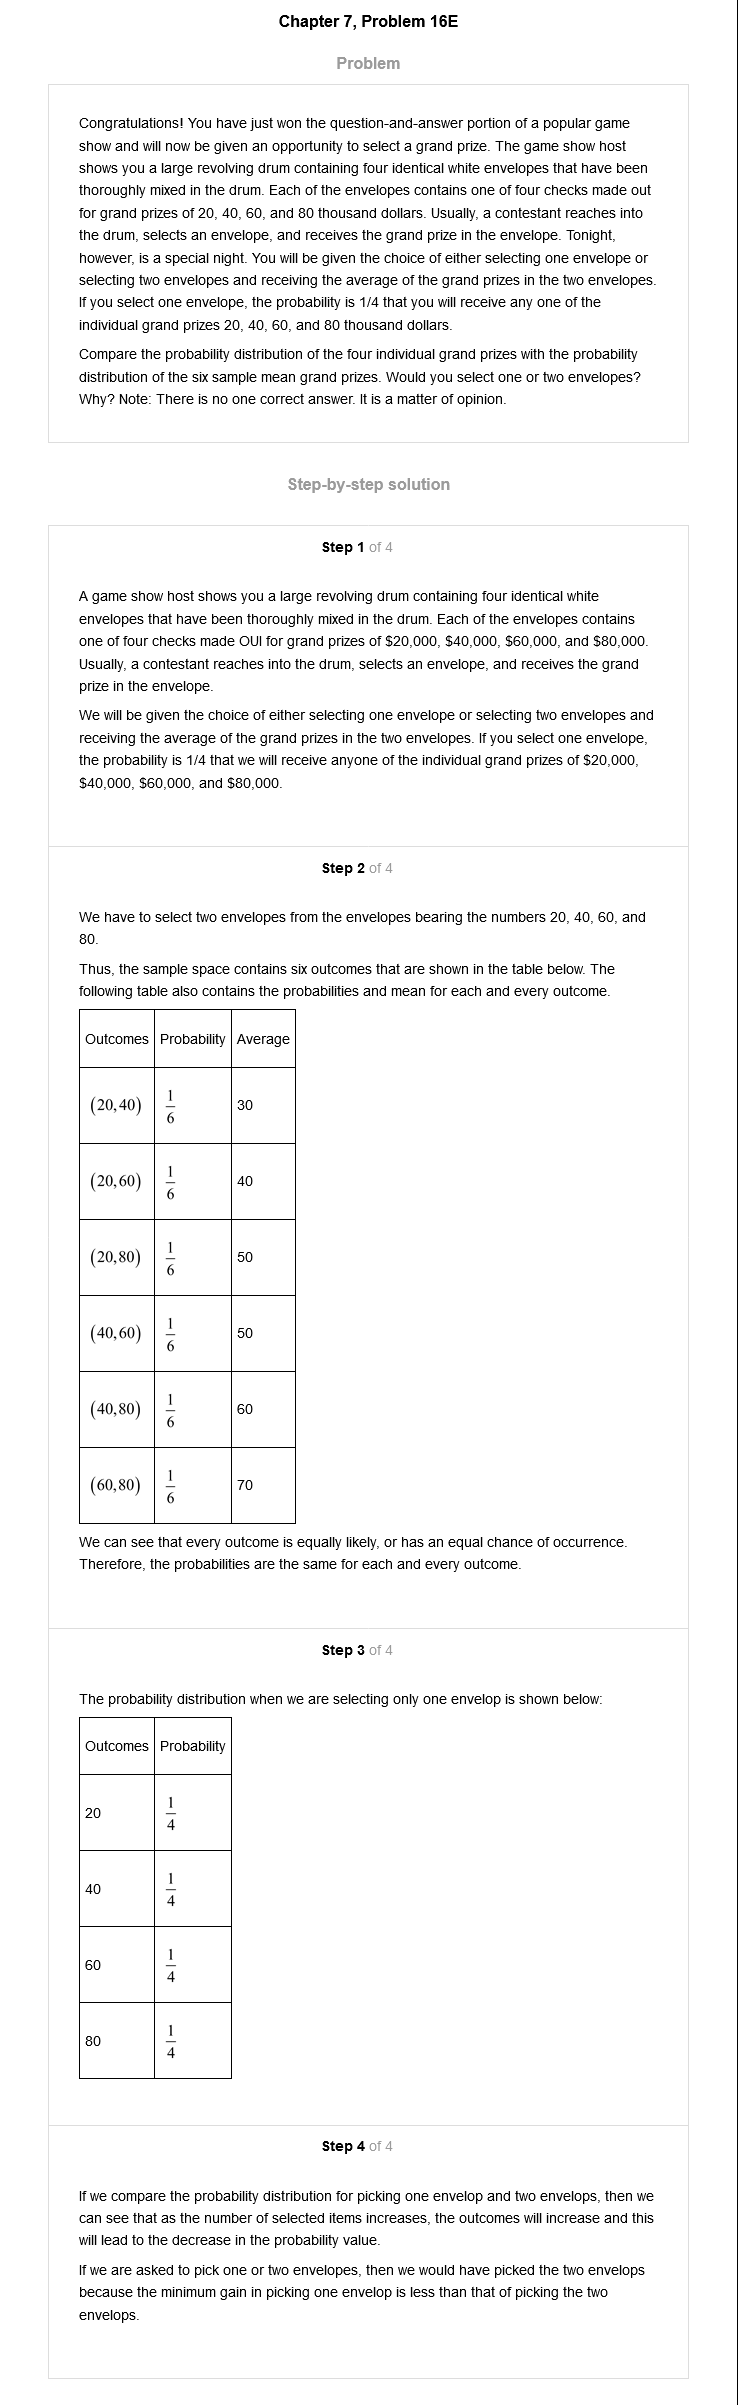 Chapter 7, Problem 16E
Problem
Congratulations! You have just won the question-and-answer portion of a popular game
show and will now be given an opportunity to select a grand prize. The game show host
shows you a large revolving drum containing four identical white envelopes that have been
thoroughly mixed in the drum. Each of the envelopes contains one of four checks made out
for grand prizes of 20, 40, 60, and 80 thousand dollars. Usually, a contestant reaches into
the drum, selects an envelope, and receives the grand prize in the envelope. Tonight,
however, is a special night. You will be given the choice of either selecting one envelope or
selecting two envelopes and receiving the average of the grand prizes in the two envelopes.
If you select one envelope, the probability is 1/4 that you will receive any one of the
individual grand prizes 20, 40, 60, and 80 thousand dollars.
Compare the probability distribution of the four individual grand prizes with the probability
distribution of the six sample mean grand prizes. Would you select one or two envelopes?
Why? Note: There is no one correct answer. It is a matter of opinion.
Step-by-step solution
Step 1 of 4
A game show host shows you a large revolving drum containing four identical white
envelopes that have been thoroughly mixed in the drum. Each of the envelopes contains
one of four checks made OUI for grand prizes of $20,000, $40,000, $60,000, and $80,000.
Usually, a contestant reaches into the drum, selects an envelope, and receives the grand
prize in the envelope.
We will be given the choice of either selecting one envelope or selecting two envelopes and
receiving the average of the grand prizes in the two envelopes. If you select one envelope,
the probability is 1/4 that we will receive anyone of the individual grand prizes of $20,000,
$40,000, $60,000, and $80,000.
Step 2 of 4
We have to select two envelopes from the envelopes bearing the numbers 20, 40, 60, and
80.
Thus, the sample space contains six outcomes that are shown in the table below. The
following table also contains the probabilities and mean for each and every outcome.
Outcomes Probability Average
(20,40) 1/6 30
(20,60) 1/6 40
(20,80) 1/6 50
(40,60) 1/6 50
(40,80) 1/6 60
(60,80) 1/6 70
We can see that every outcome is equally likely, or has an equal chance of occurrence.
Therefore, the probabilities are the same for each and every outcome.
Step 3 of 4
The probability distribution when we are selecting only one envelop is shown below:
Outcomes Probability
20 1/4
40 1/4
60 1/4
80 1/4
Step 4 of 4
If we compare the probability distribution for picking one envelop and two envelops, then we
can see that as the number of selected items increases, the outcomes will increase and this
will lead to the decrease in the probability value.
If we are asked to pick one or two envelopes, then we would have picked the two envelops
because the minimum gain in picking one envelop is less than that of picking the two
envelops.